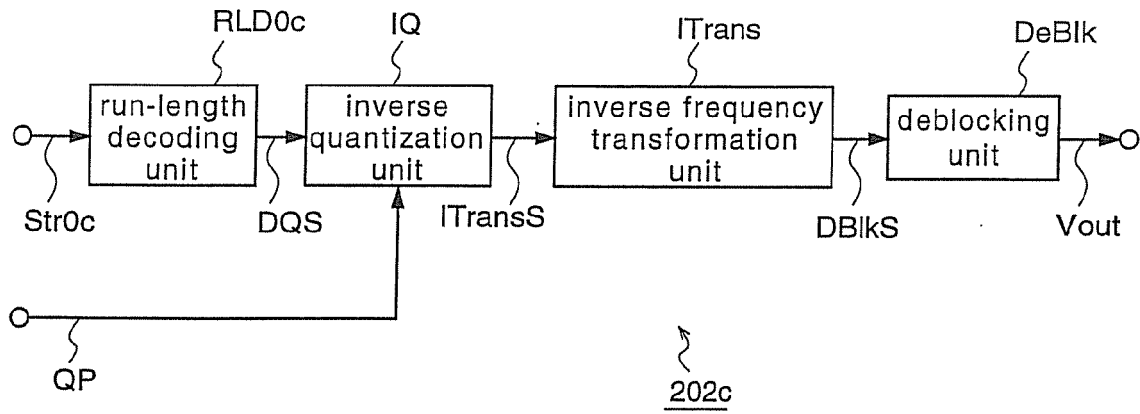 RLD0c
IQ
ITrans
DeBlk
run-length
decoding
unit
inverse
quantization
unit
inverse frequency
transformation
unit
deblocking
unit
Str0c
DQS
ITransS
DBlkS
Vout
QP
202c